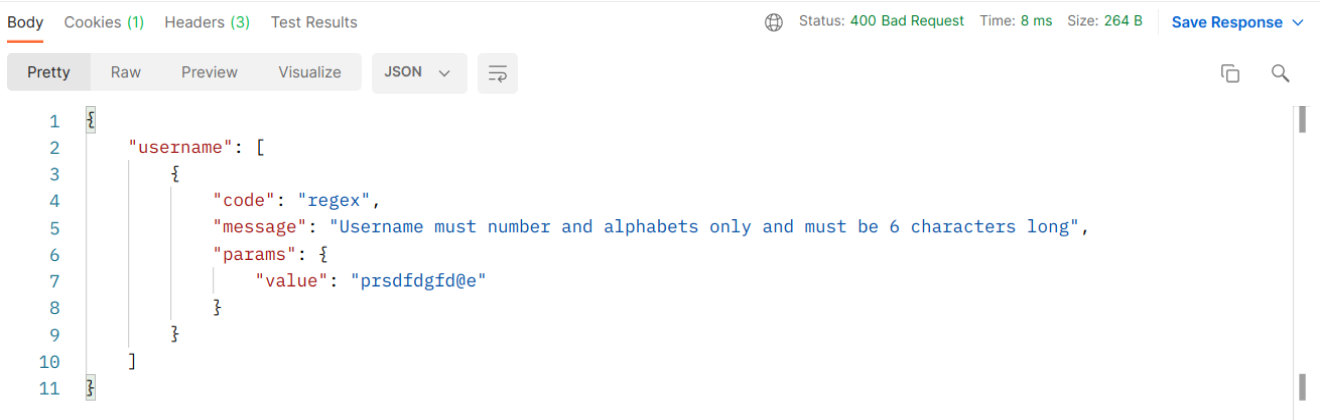 Body Cookies (1) Headers (3) Test Results Status: 400 Bad Request Time: 8 ms Size: 264 B Save Response
Pretty Raw Preview Visualize JSON
1 {
2 "username": [
3 {
4 "code": "regex",
5 "message": "Username must number and alphabets only and must be 6 characters long",
6 "params": {
7 "value": "prsdfdgfd@e"
8 }
9 }
10 ]
11 }